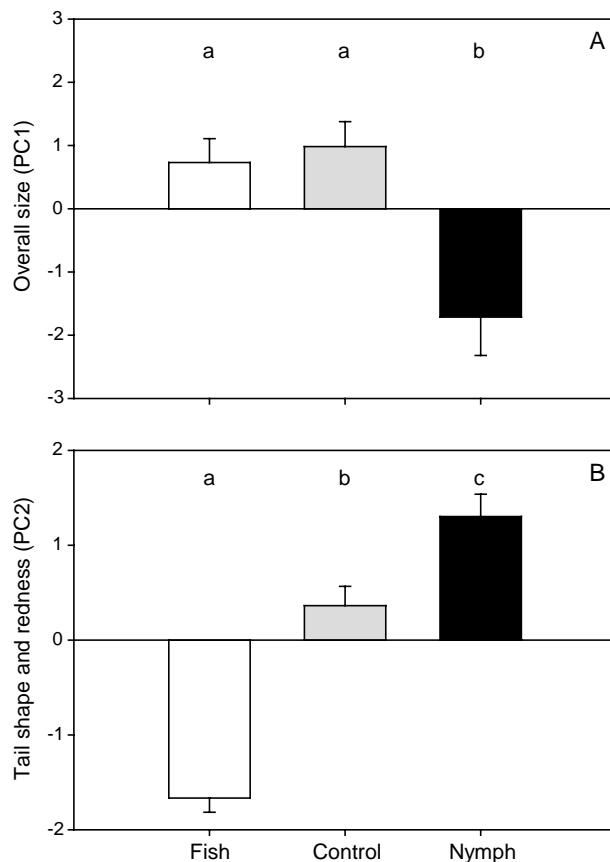 3
A
a
a
b
2
1
0
-1
-2
-3
Overall size (PC1)
2
B
a
b
c
1
0
-1
-2
Tail shape and redness (PC2)
Fish
Control
Nymph